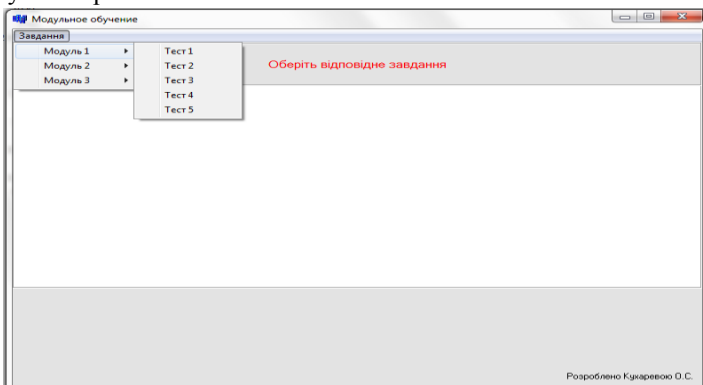 Модульное обучение
Завдання
Модуль 1
Модуль 2
Модуль 3
Тест 1
Тест 2
Тест 3
Тест 4
Тест 5
Оберіть відповідне завдання
Розроблено Кухаревою О.С.